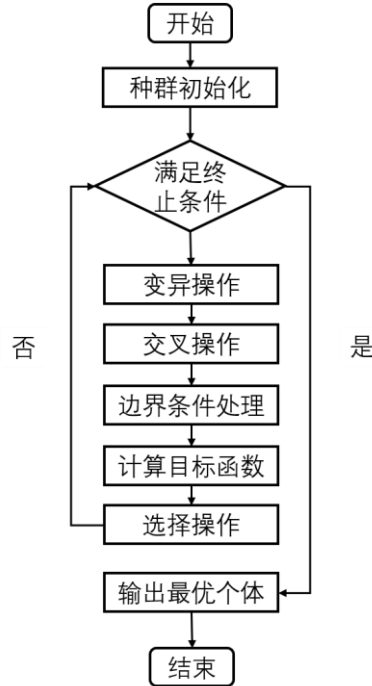 开始
种群初始化
满足终
止条件
变异操作
交叉操作
否
是
边界条件处理
计算目标函数
选择操作
输出最优个体
结束